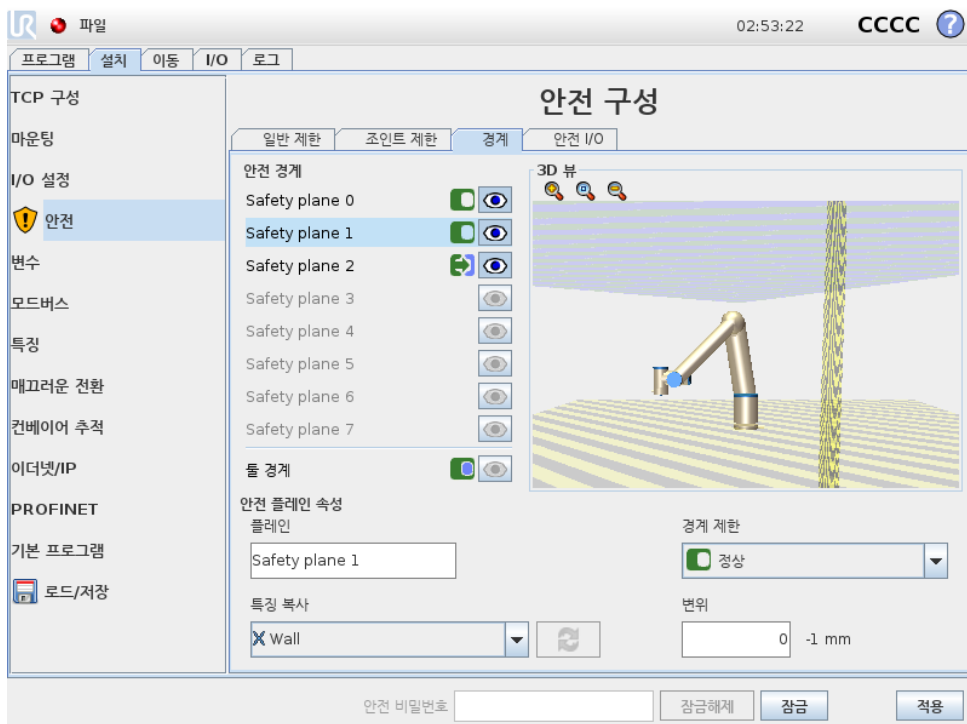 UR 파일 02:53:22 CCCC ?
프로그램 설치 이동 I/O 로그
TCP 구성
마운팅
I/O 설정
안전
변수
모드버스
특징
매끄러운 전환
컨베이어 추적
이더넷/IP
PROFINET
기본 프로그램
로드/저장
안전 구성
일반 제한 조인트 제한 경계 안전 I/O
안전 경계
Safety plane 0
Safety plane 1
Safety plane 2
Safety plane 3
Safety plane 4
Safety plane 5
Safety plane 6
Safety plane 7
툴 경계
3D 뷰
안전 플레인 속성
플레인
Safety plane 1
경계 제한
정상
특징 복사
Wall
변위
0 -1 mm
안전 비밀번호 잠금해제 잠금 적용